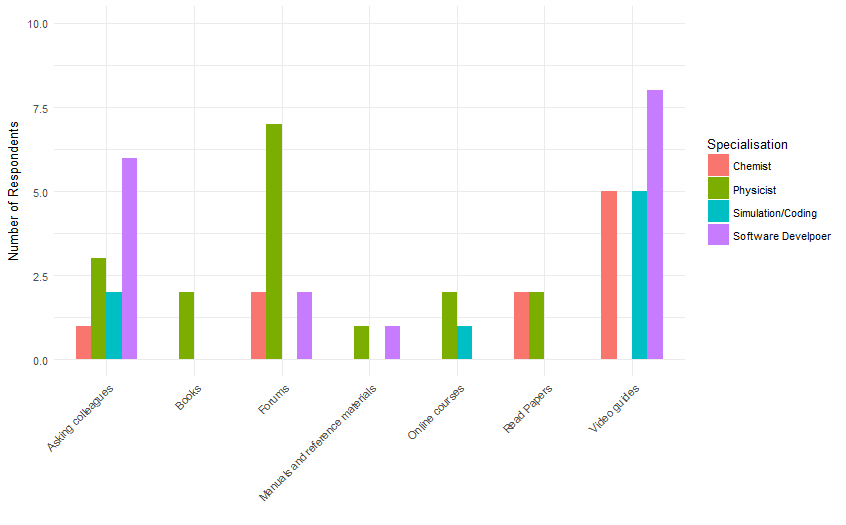 10.0
7.5
5.0
2.5
0.0
Number of Respondents
Asking colleagues
Books
Forums
Manuals and reference materials
Online courses
Read Papers
Video guides
Specialisation
Chemist
Physicist
Simulation/Coding
Software Develpoer